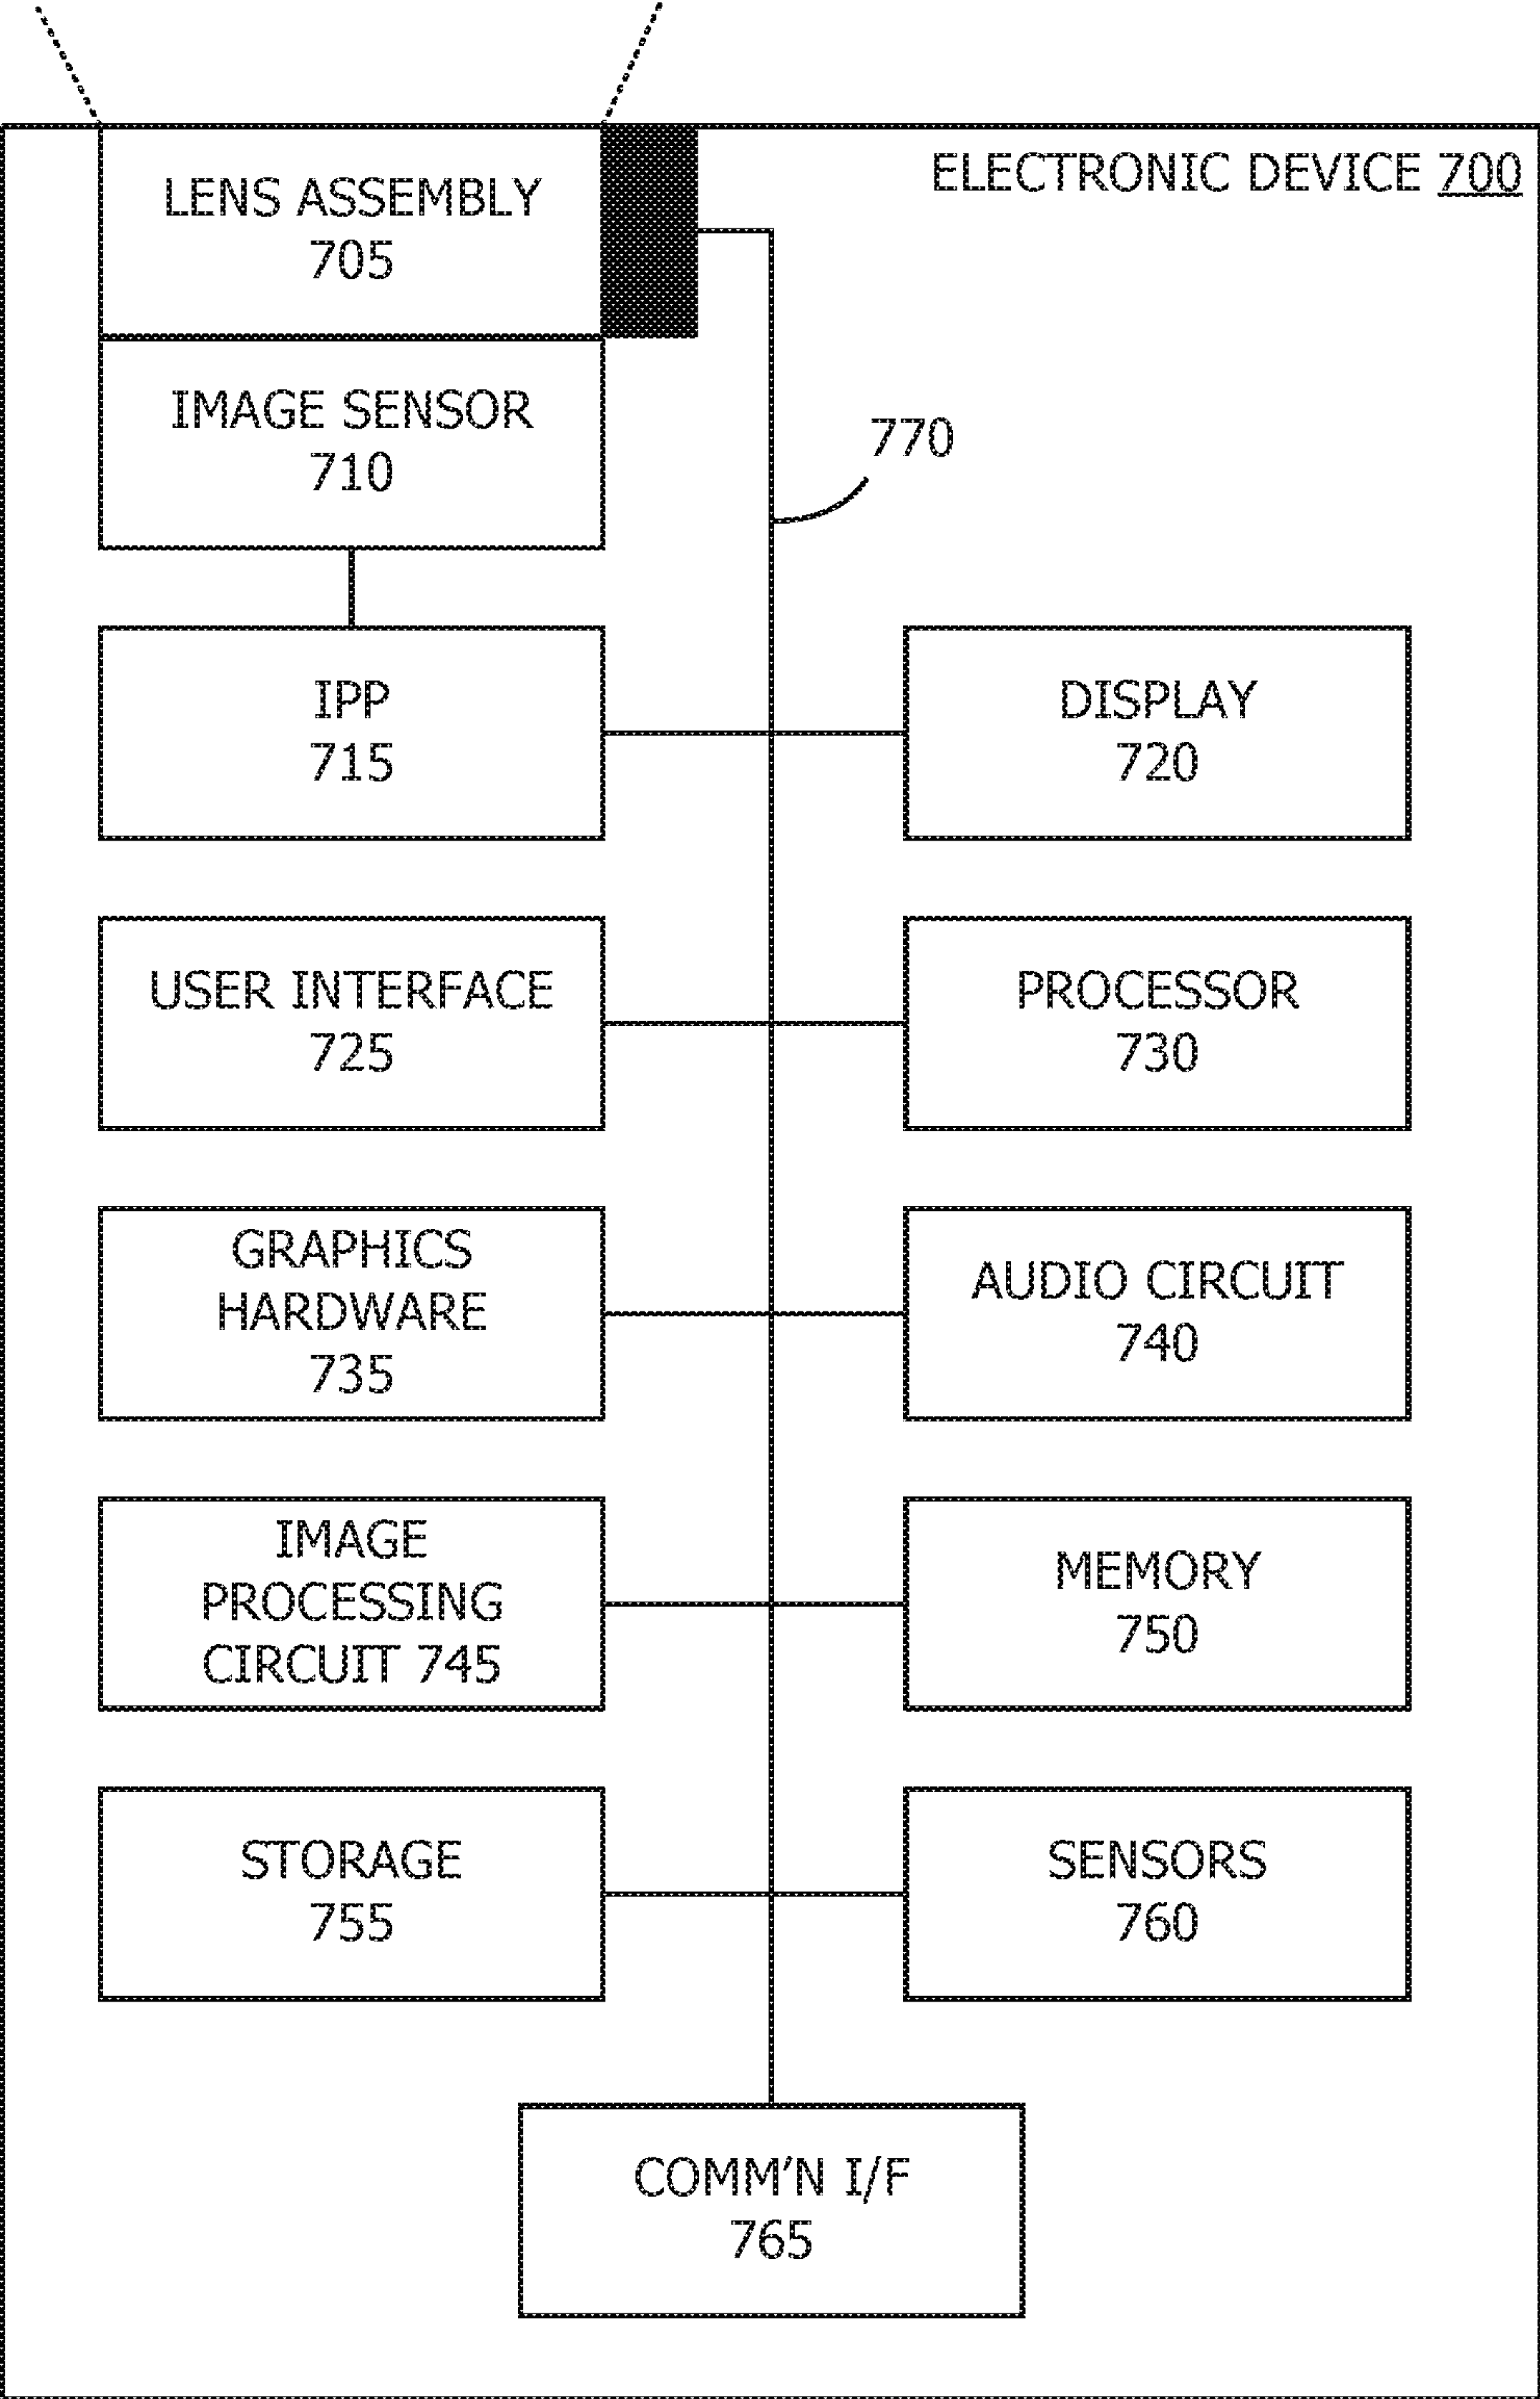 ELECTRONIC DEVICE 700
LENS ASSEMBLY
705
IMAGE SENSOR
710
770
IPP
715
DISPLAY
720
USER INTERFACE
725
PROCESSOR
730
GRAPHICS
HARDWARE
735
AUDIO CIRCUIT
740
IMAGE
PROCESSING
CIRCUIT 745
MEMORY
750
STORAGE
755
SENSORS
760
COMM'N I/F
765